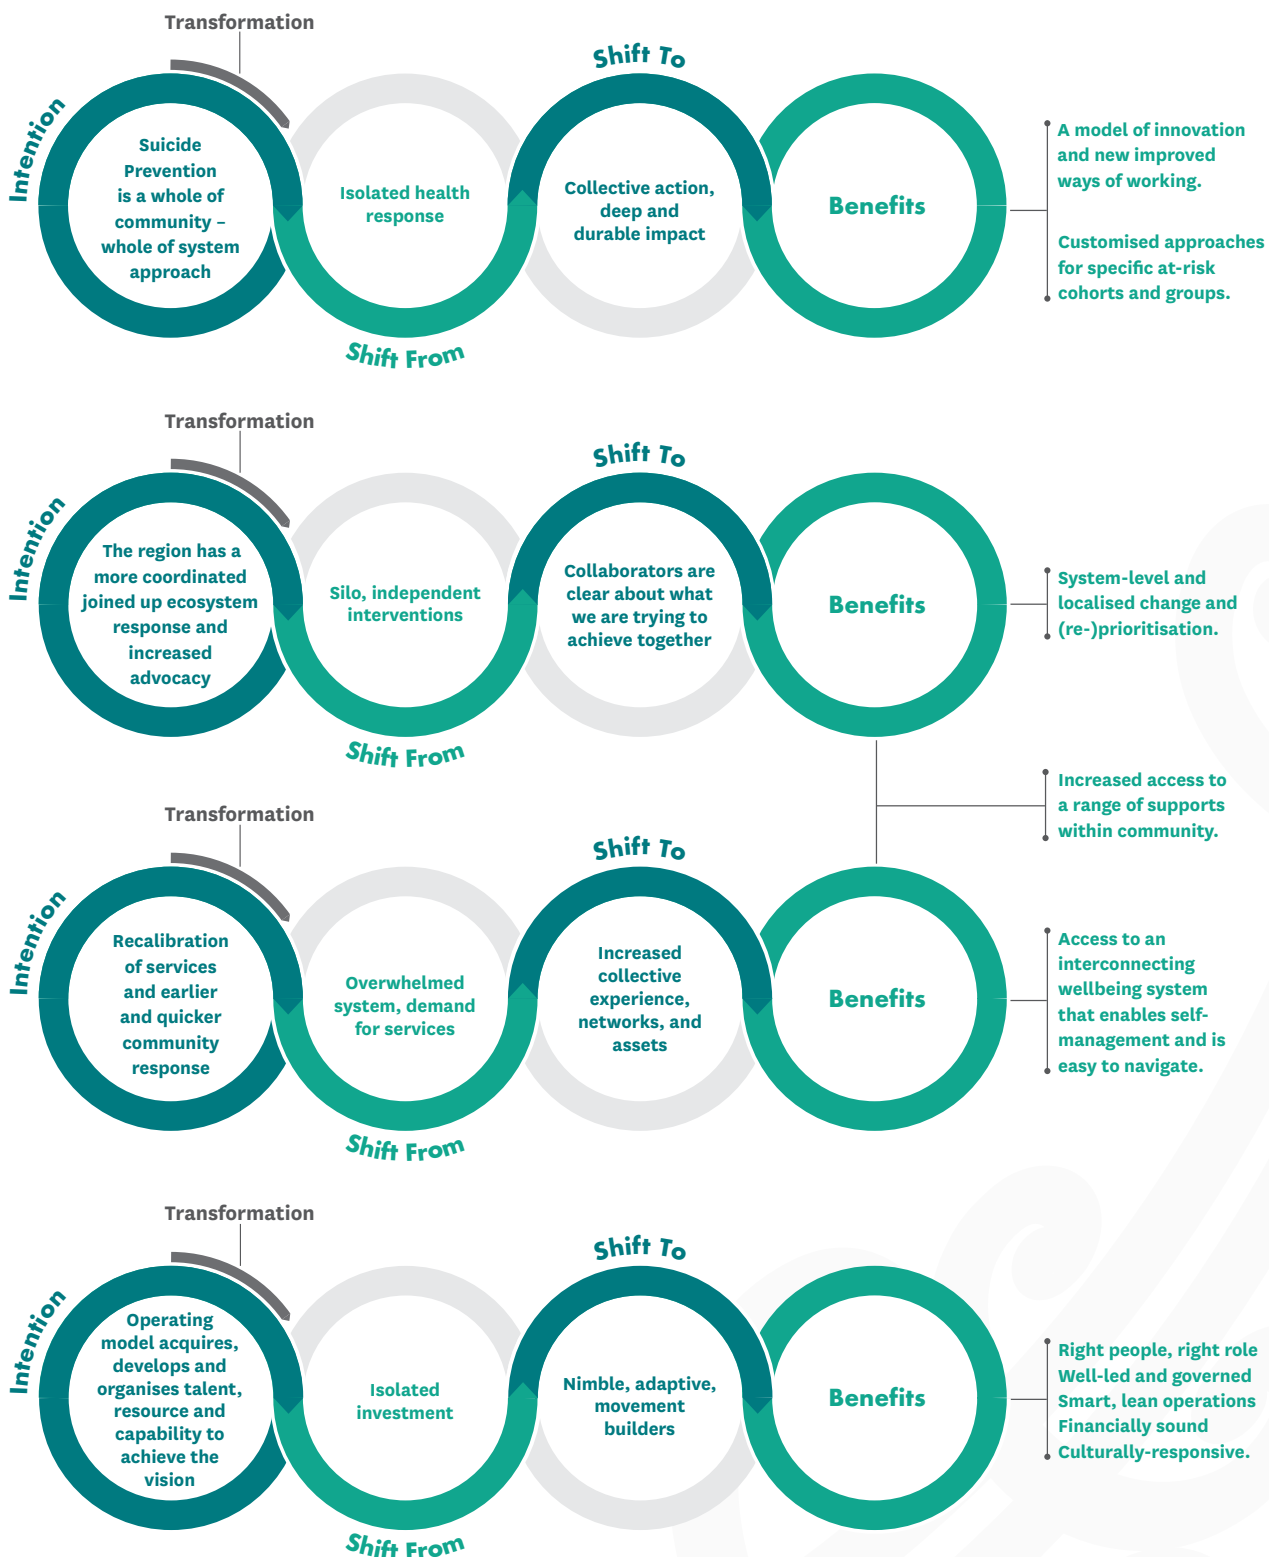 Transformation
Shift To
Intention
Suicide
Prevention
is a whole of
community –
whole of system
approach
Isolated health
response
Collective action,
deep and
durable impact
Benefits
A model of innovation
and new improved
ways of working.
Customised approaches
for specific at-risk
cohorts and groups.
Shift From
Transformation
Shift To
Intention
The region has a
more coordinated
joined up ecosystem
response and
increased
advocacy
Silo, independent
interventions
Collaborators are
clear about what
we are trying to
achieve together
Benefits
System-level and
localised change and
(re-)prioritisation.
Shift From
Increased access to
a range of supports
within community.
Transformation
Shift To
Intention
Recalibration
of services
and earlier
and quicker
community
response
Overwhelmed
system, demand
for services
Increased
collective
experience,
networks, and
assets
Benefits
Access to an
interconnecting
wellbeing system
that enables self-
management and is
easy to navigate.
Shift From
Transformation
Shift To
Intention
Operating
model acquires,
develops and
organises talent,
resource and
capability to
achieve the
vision
Isolated
investment
Nimble, adaptive,
movement
builders
Benefits
Right people, right role
Well-led and governed
Smart, lean operations
Financially sound
Culturally-responsive.
Shift From